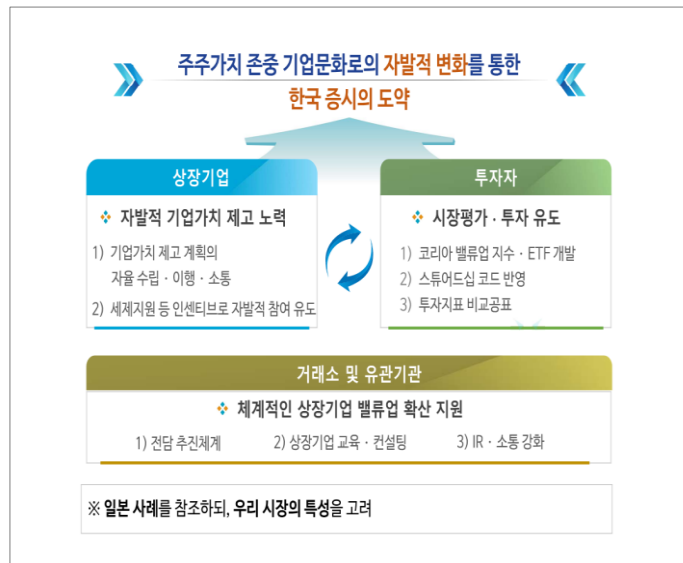 주주가치 존중 기업문화로의 자발적 변화를 통한
한국 증시의 도약
상장기업
❖ 자발적 기업가치 제고 노력
1) 기업가치 제고 계획의
자율 수립 · 이행 · 소통
2) 세제지원 등 인센티브로 자발적 참여 유도
투자자
❖ 시장평가 · 투자 유도
1) 코리아 밸류업 지수 · ETF 개발
2) 스튜어드십 코드 반영
3) 투자지표 비교공표
거래소 및 유관기관
❖ 체계적인 상장기업 밸류업 확산 지원
1) 전담 추진체계 2) 상장기업 교육 · 컨설팅 3) IR · 소통 강화
※ 일본 사례를 참조하되, 우리 시장의 특성을 고려